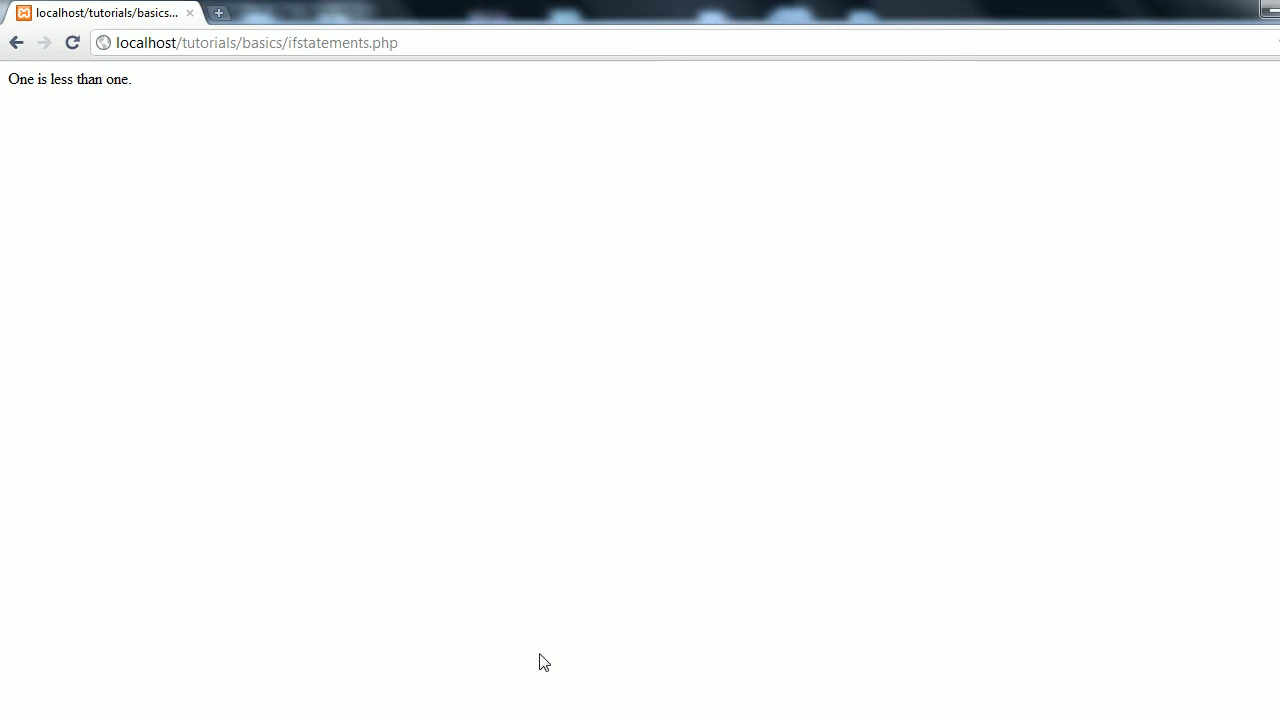 localhost/tutorials/basics...
localhost/tutorials/basics/ifstatements.php
One is less than one.